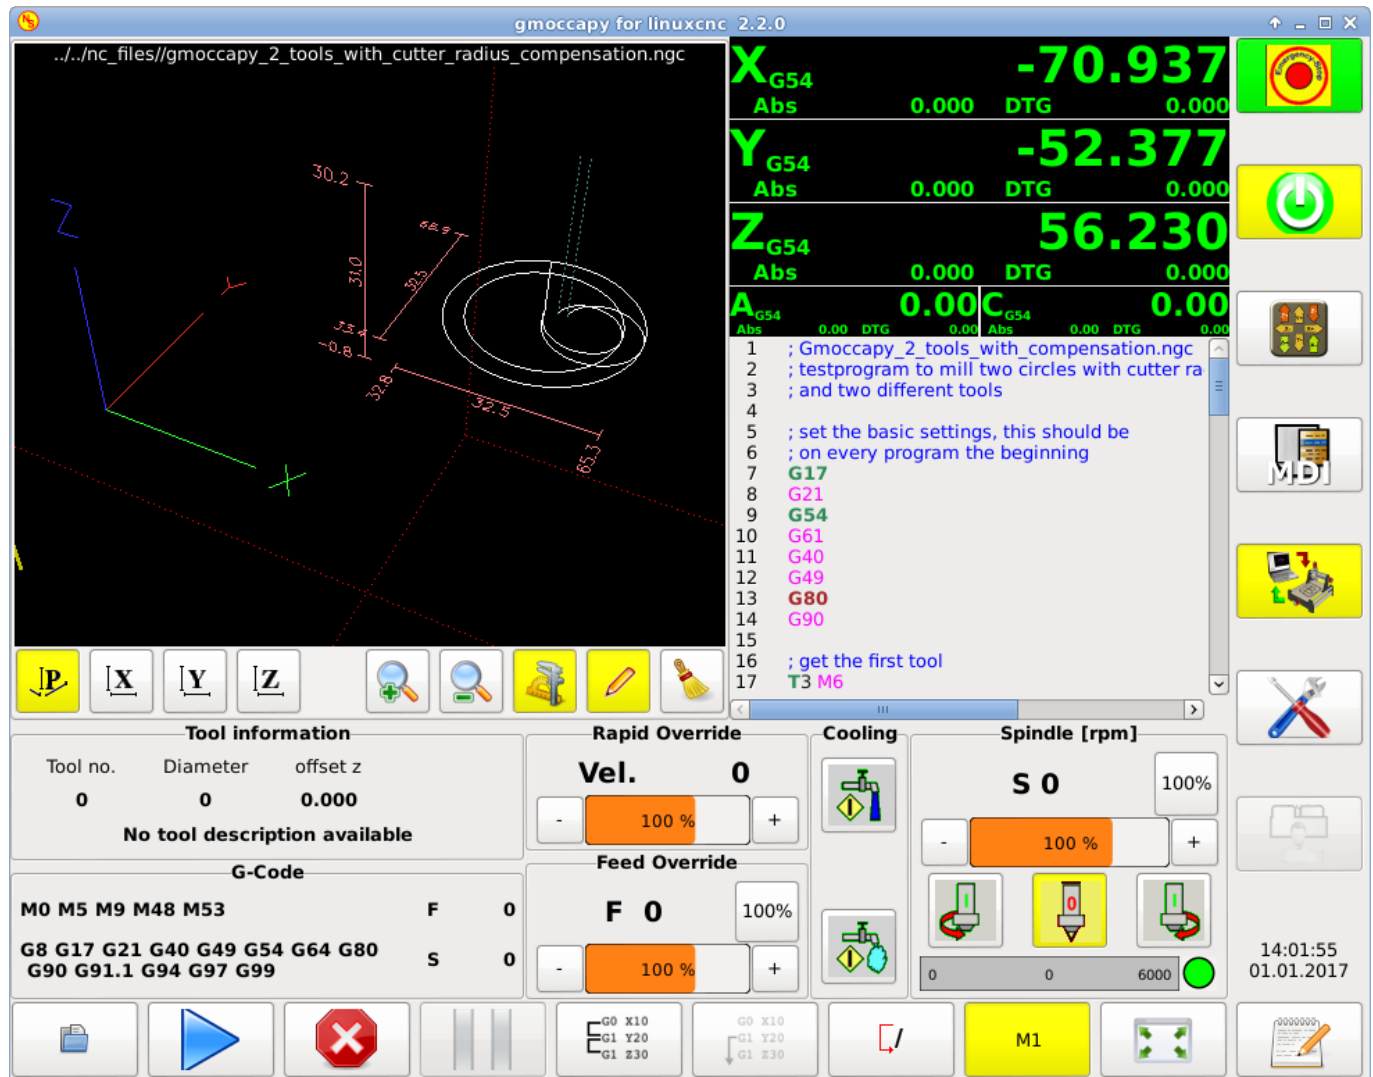 gmoccapy for linuxcnc 2.2.0
../../nc_files//gmoccapy_2_tools_with_cutter_radius_compensation.ngc
30.2
31.0
-0.8
68.9
32.5
33.4
32.8
32.5
65.3
Z
Y
X
X G54 -70.937
Abs 0.000 DTG 0.000
Y G54 -52.377
Abs 0.000 DTG 0.000
Z G54 56.230
Abs 0.000 DTG 0.000
A G54 0.00 C G54 0.00
Abs 0.00 DTG 0.00 Abs 0.00 DTG 0.00
1 ; Gmoccapy_2_tools_with_compensation.ngc
2 ; testprogram to mill two circles with cutter ra
3 ; and two different tools
4
5 ; set the basic settings, this should be
6 ; on every program the beginning
7 G17
8 G21
9 G54
10 G61
11 G40
12 G49
13 G80
14 G90
15
16 ; get the first tool
17 T3 M6
Emergency-Stop
MDI
P X Y Z
Tool information
Tool no. Diameter offset z
0 0 0.000
No tool description available
G-Code
M0 M5 M9 M48 M53 F 0
G8 G17 G21 G40 G49 G54 G64 G80
G90 G91.1 G94 G97 G99
S 0
Rapid Override
Vel. 0
- 100 % +
Feed Override
F 0 100%
- 100 % +
Cooling
Spindle [rpm]
S 0 100%
- 100 % +
I 0 I
0 0 6000
14:01:55
01.01.2017
G0 X10
G1 Y20
G1 Z30
G0 X10
G1 Y20
G1 Z30
/
M1